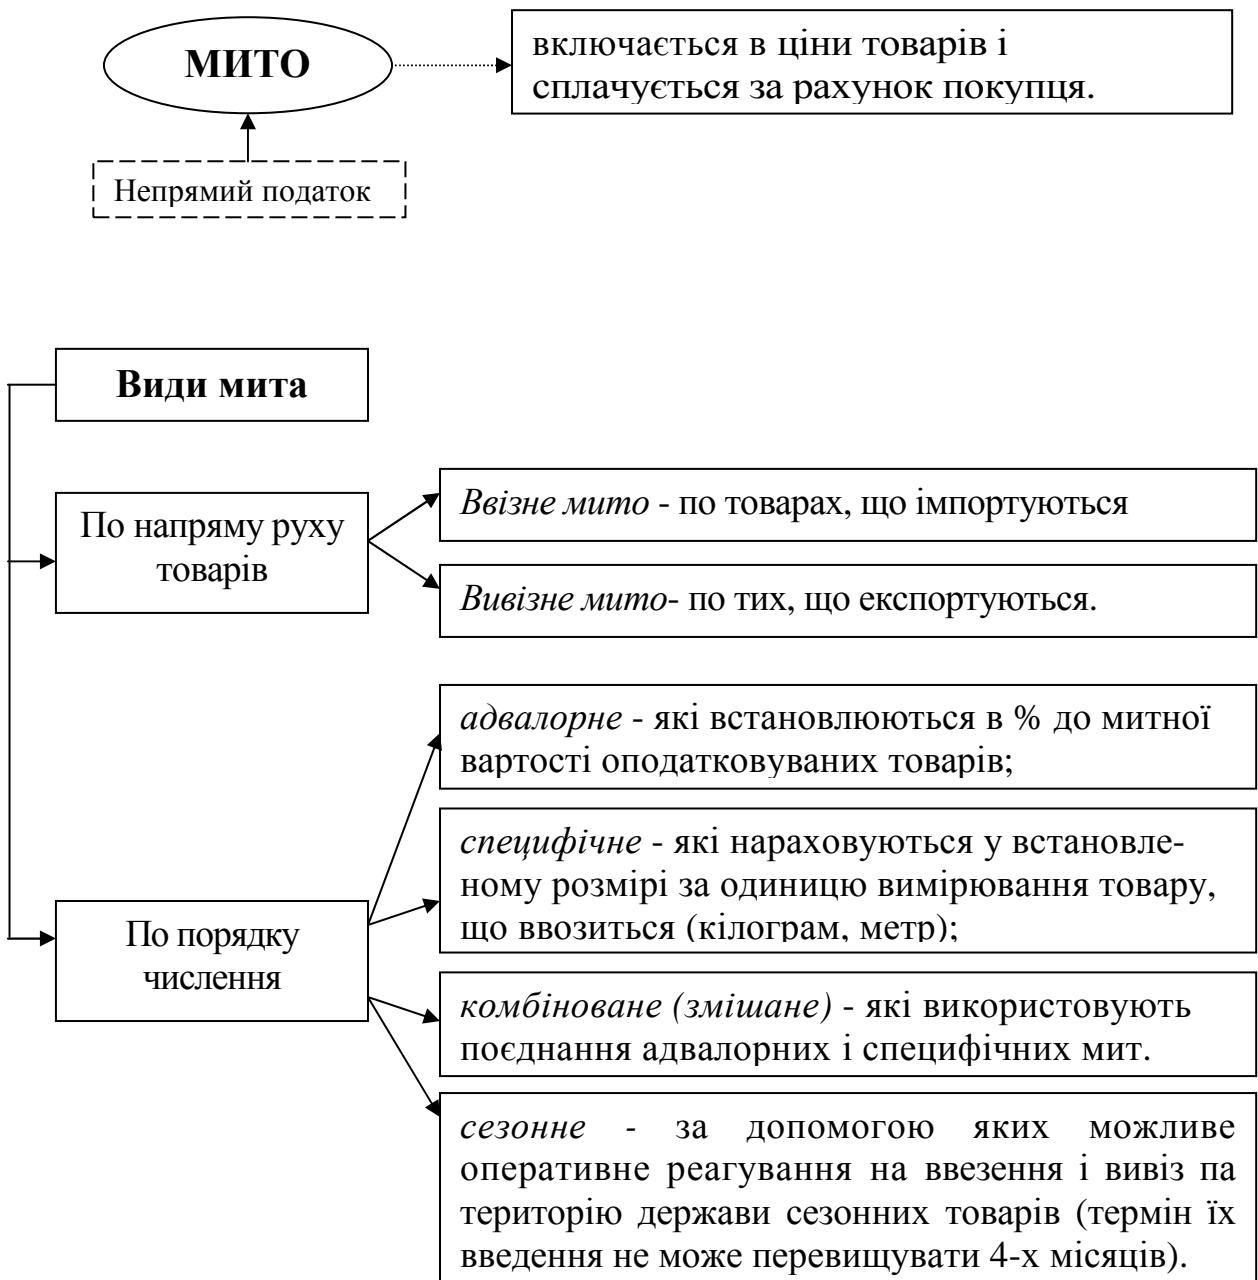 МИТО
включається в ціни товарів і
сплачується за рахунок покупця.
Непрямий податок
Види мита
По напряму руху
товарів
Ввізне мито - по товарах, що імпортуються
Вивізне мито- по тих, що експортуються.
По порядку
числення
адвалорне - які встановлюються в % до митної
вартості оподатковуваних товарів;
специфічне - які нараховуються у встановле-
ному розмірі за одиницю вимірювання товару,
що ввозиться (кілограм, метр);
комбіноване (змішане) - які використовують
поєднання адвалорних і специфічних мит.
сезонне - за допомогою яких можливе
оперативне реагування на ввезення і вивіз па
територію держави сезонних товарів (термін їх
введення не може перевищувати 4-х місяців).